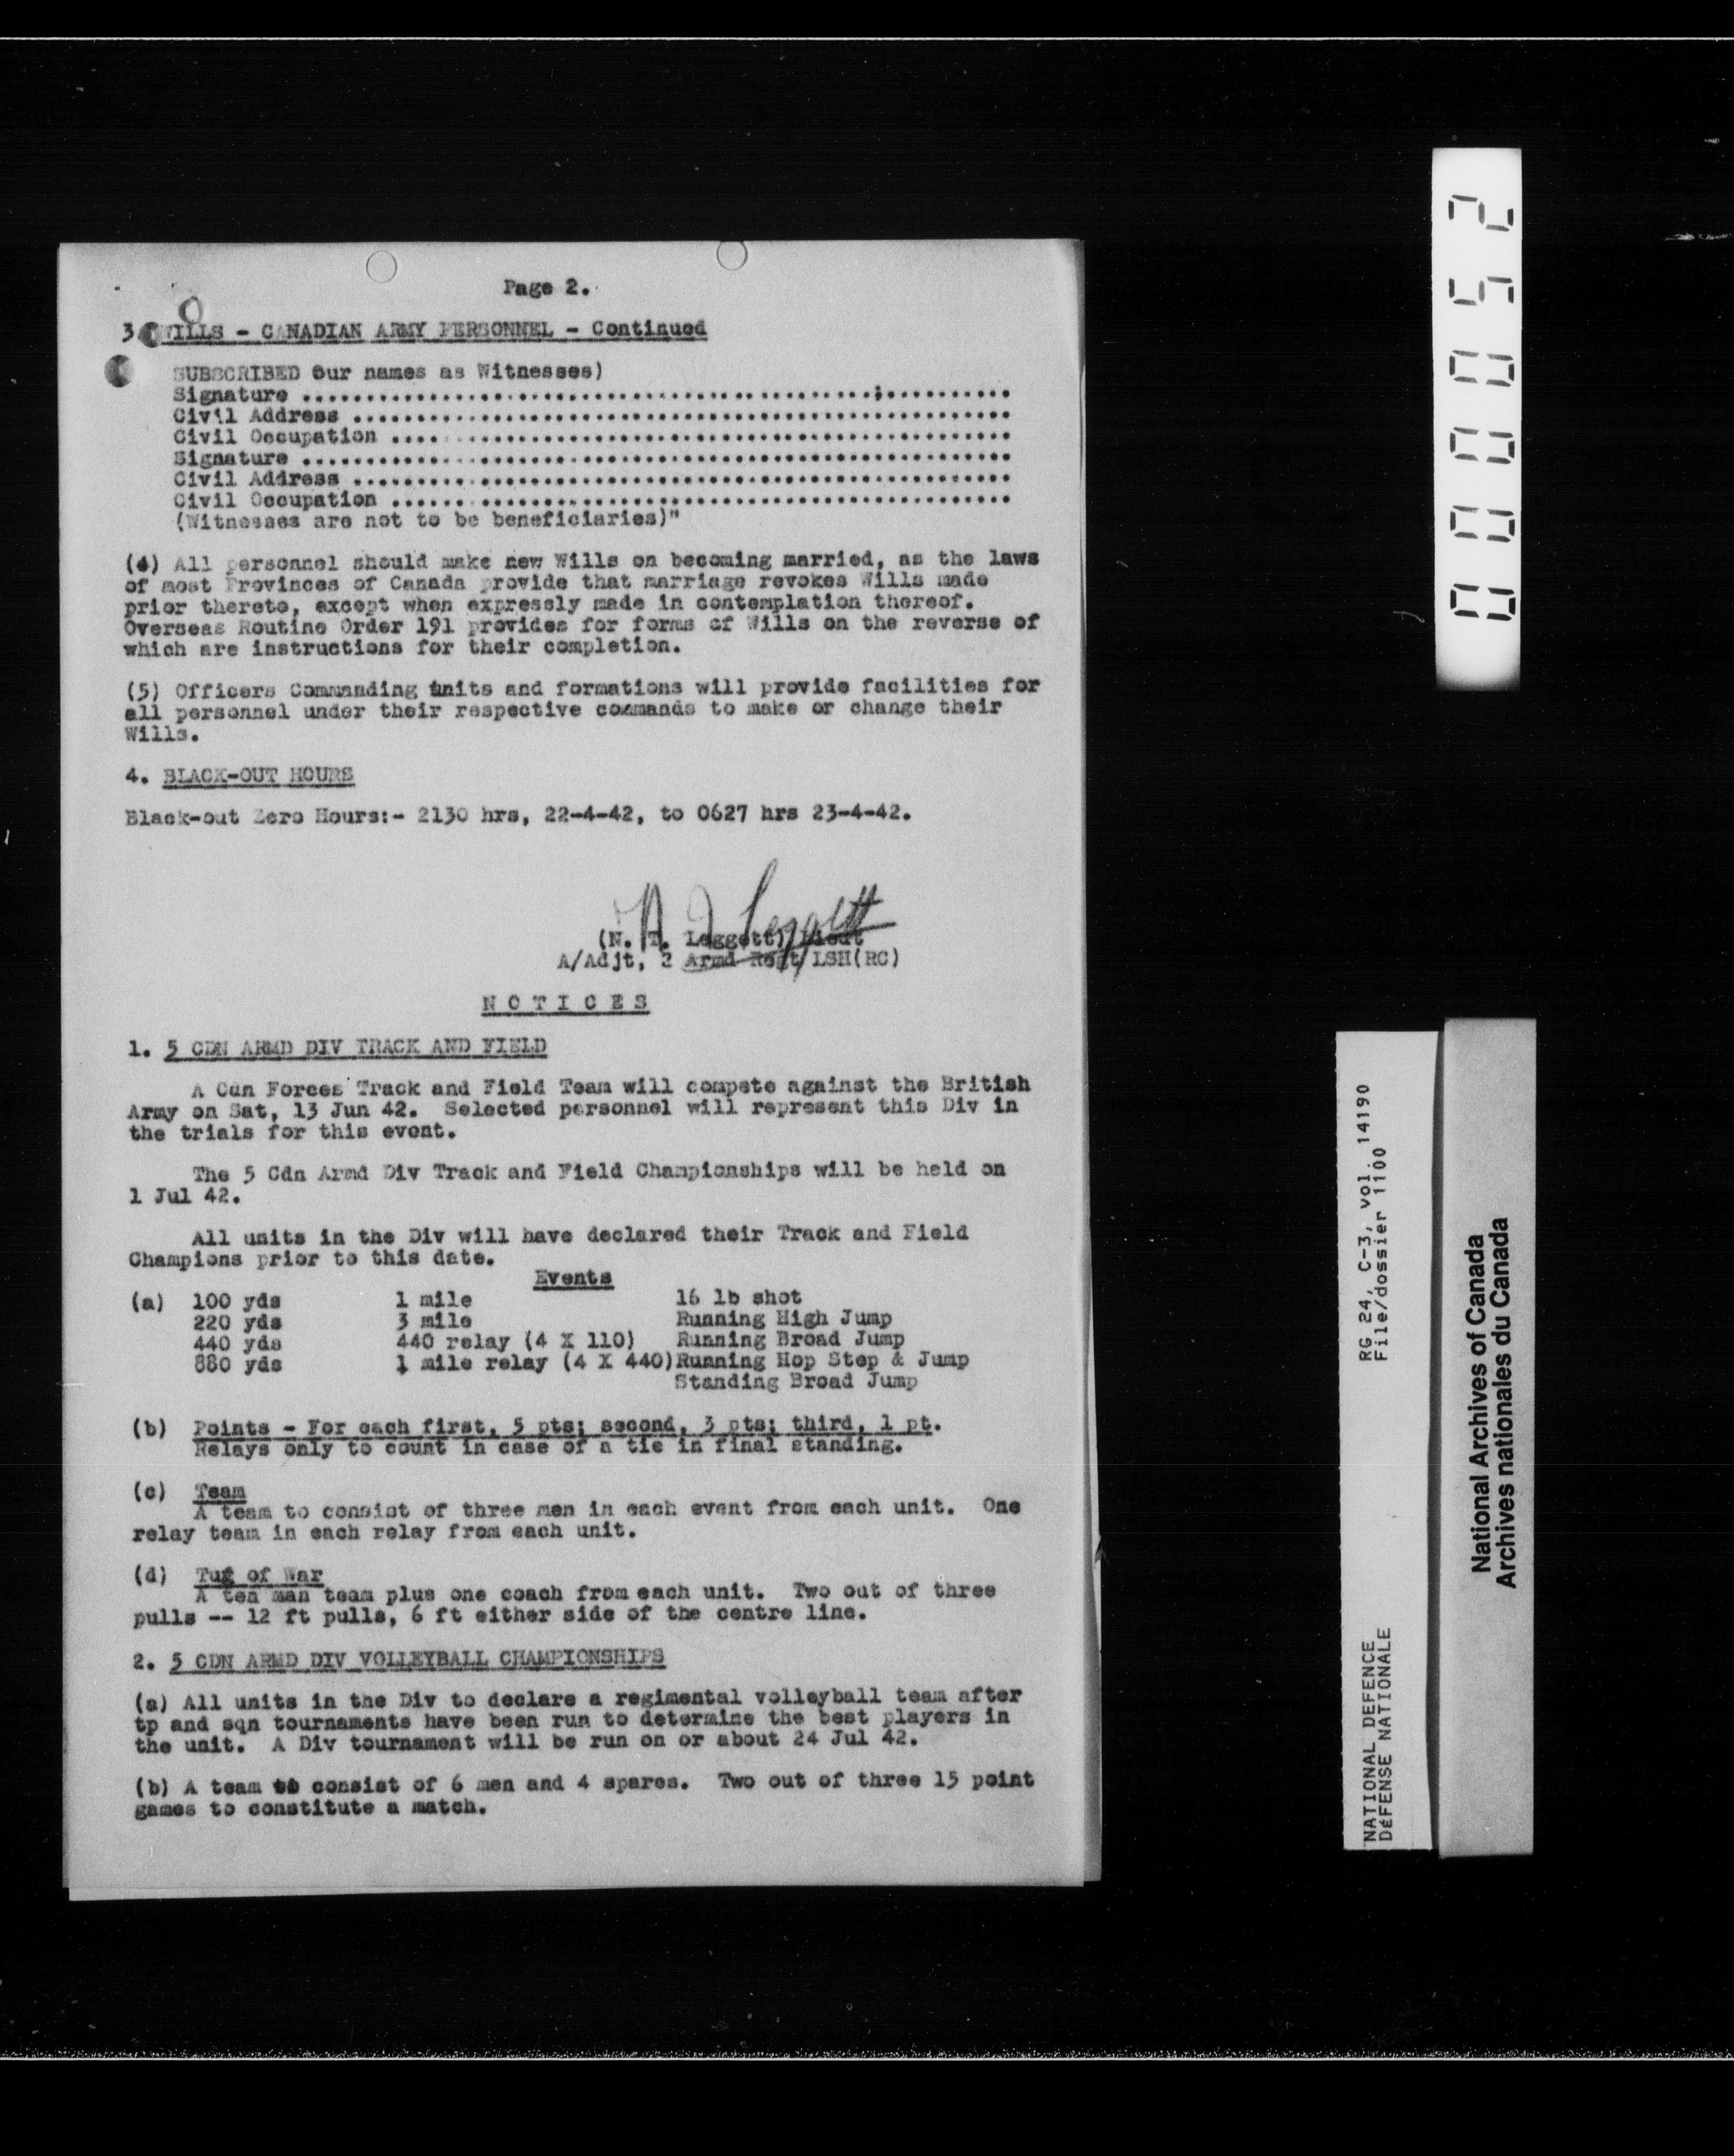 Page 2.
3. WILLS - CANADIAN ARMY PERSONNEL - Continued
SUBSCRIBED our names as Witnesses)
Signature ..........................................................
Civil Address ......................................................
Civil Occupation ...................................................
Signature ..........................................................
Civil Address ......................................................
Civil Occupation ...................................................
(Witnesses are not to be beneficiaries)"
(4) All personnel should make new Wills on becoming married, as the laws
of most Provinces of Canada provide that marriage revokes Wills made
prior thereto, except when expressly made in contemplation thereof.
Overseas Routine Order 191 provides for forms of Wills on the reverse of
which are instructions for their completion.
(5) Officers Commanding units and formations will provide facilities for
all personnel under their respective commands to make or change their
Wills.
4. BLACK-OUT HOURS
Black-out Zero Hours:- 2130 hrs, 22-4-42, to 0627 hrs 23-4-42.
(N. T. Leggett) Lieut
A/Adjt, 2 Armd Regt LSH(RC)
N O T I C E S
1. 5 CDN ARMD DIV TRACK AND FIELD
A Cdn Forces Track and Field Team will compete against the British
Army on Sat, 13 Jun 42. Selected personnel will represent this Div in
the trials for this event.
The 5 Cdn Armd Div Track and Field Championships will be held on
1 Jul 42.
All units in the Div will have declared their Track and Field
Champions prior to this date.
Events
(a) 100 yds 1 mile 16 lb shot
220 yds 3 mile Running High Jump
440 yds 440 relay (4 X 110) Running Broad Jump
880 yds 1 mile relay (4 X 440) Running Hop Step & Jump
Standing Broad Jump
(b) Points - For each first, 5 pts; second, 3 pts; third, 1 pt.
Relays only to count in case of a tie in final standing.
(c) Team
A team to consist of three men in each event from each unit. One
relay team in each relay from each unit.
(d) Tug of War
A ten man team plus one coach from each unit. Two out of three
pulls -- 12 ft pulls, 6 ft either side of the centre line.
2. 5 CDN ARMD DIV VOLLEYBALL CHAMPIONSHIPS
(a) All units in the Div to declare a regimental volleyball team after
tp and sqn tournaments have been run to determine the best players in
the unit. A Div tournament will be run on or about 24 Jul 42.
(b) A team to consist of 6 men and 4 spares. Two out of three 15 point
games to constitute a match.
000052
RG 24, C-3, vol. 14190
File/dossier 1100
NATIONAL DEFENCE
DéFENSE NATIONALE
National Archives of Canada
Archives nationales du Canada